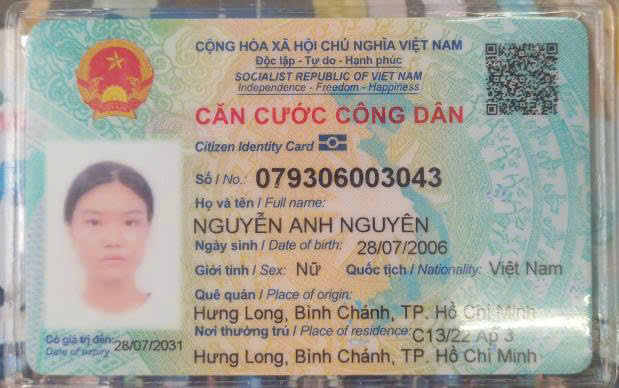 CỘNG HÒA XÃ HỘI CHỦ NGHĨA VIỆT NAM
Độc lập - Tự do - Hạnh phúc
SOCIALIST REPUBLIC OF VIET NAM
Independence - Freedom - Happiness
CĂN CƯỚC CÔNG DÂN
Citizen Identity Card
Số / No.: 079306003043
Họ và tên / Full name:
NGUYỄN ANH NGUYÊN
Ngày sinh / Date of birth: 28/07/2006
Giới tính / Sex: Nữ Quốc tịch / Nationality: Việt Nam
Quê quán / Place of origin:
Hưng Long, Bình Chánh, TP. Hồ Chí Minh
Nơi thường trú / Place of residence: C13/22 Ấp 3
Hưng Long, Bình Chánh, TP. Hồ Chí Minh
Có giá trị đến: 28/07/2031
Date of expiry